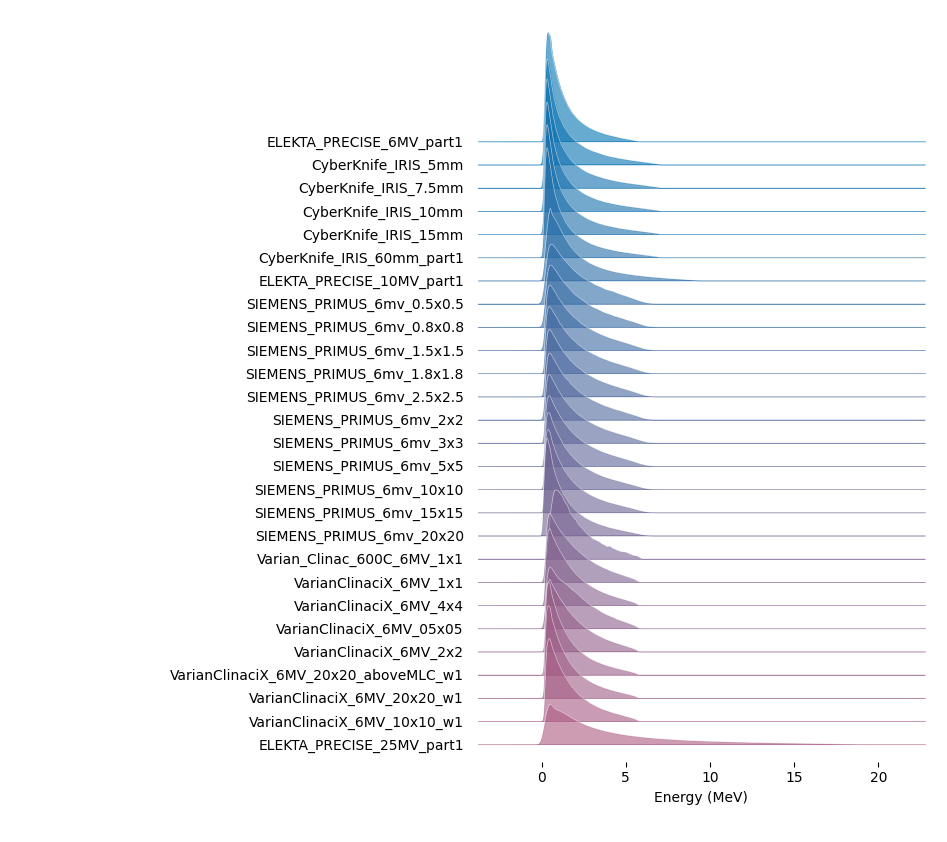 ELEKTA_PRECISE_6MV_part1
CyberKnife_IRIS_5mm
CyberKnife_IRIS_7.5mm
CyberKnife_IRIS_10mm
CyberKnife_IRIS_15mm
CyberKnife_IRIS_60mm_part1
ELEKTA_PRECISE_10MV_part1
SIEMENS_PRIMUS_6mv_0.5x0.5
SIEMENS_PRIMUS_6mv_0.8x0.8
SIEMENS_PRIMUS_6mv_1.5x1.5
SIEMENS_PRIMUS_6mv_1.8x1.8
SIEMENS_PRIMUS_6mv_2.5x2.5
SIEMENS_PRIMUS_6mv_2x2
SIEMENS_PRIMUS_6mv_3x3
SIEMENS_PRIMUS_6mv_5x5
SIEMENS_PRIMUS_6mv_10x10
SIEMENS_PRIMUS_6mv_15x15
SIEMENS_PRIMUS_6mv_20x20
Varian_Clinac_600C_6MV_1x1
VarianClinaciX_6MV_1x1
VarianClinaciX_6MV_4x4
VarianClinaciX_6MV_05x05
VarianClinaciX_6MV_2x2
VarianClinaciX_6MV_20x20_aboveMLC_w1
VarianClinaciX_6MV_20x20_w1
VarianClinaciX_6MV_10x10_w1
ELEKTA_PRECISE_25MV_part1
0 5 10 15 20
Energy (MeV)